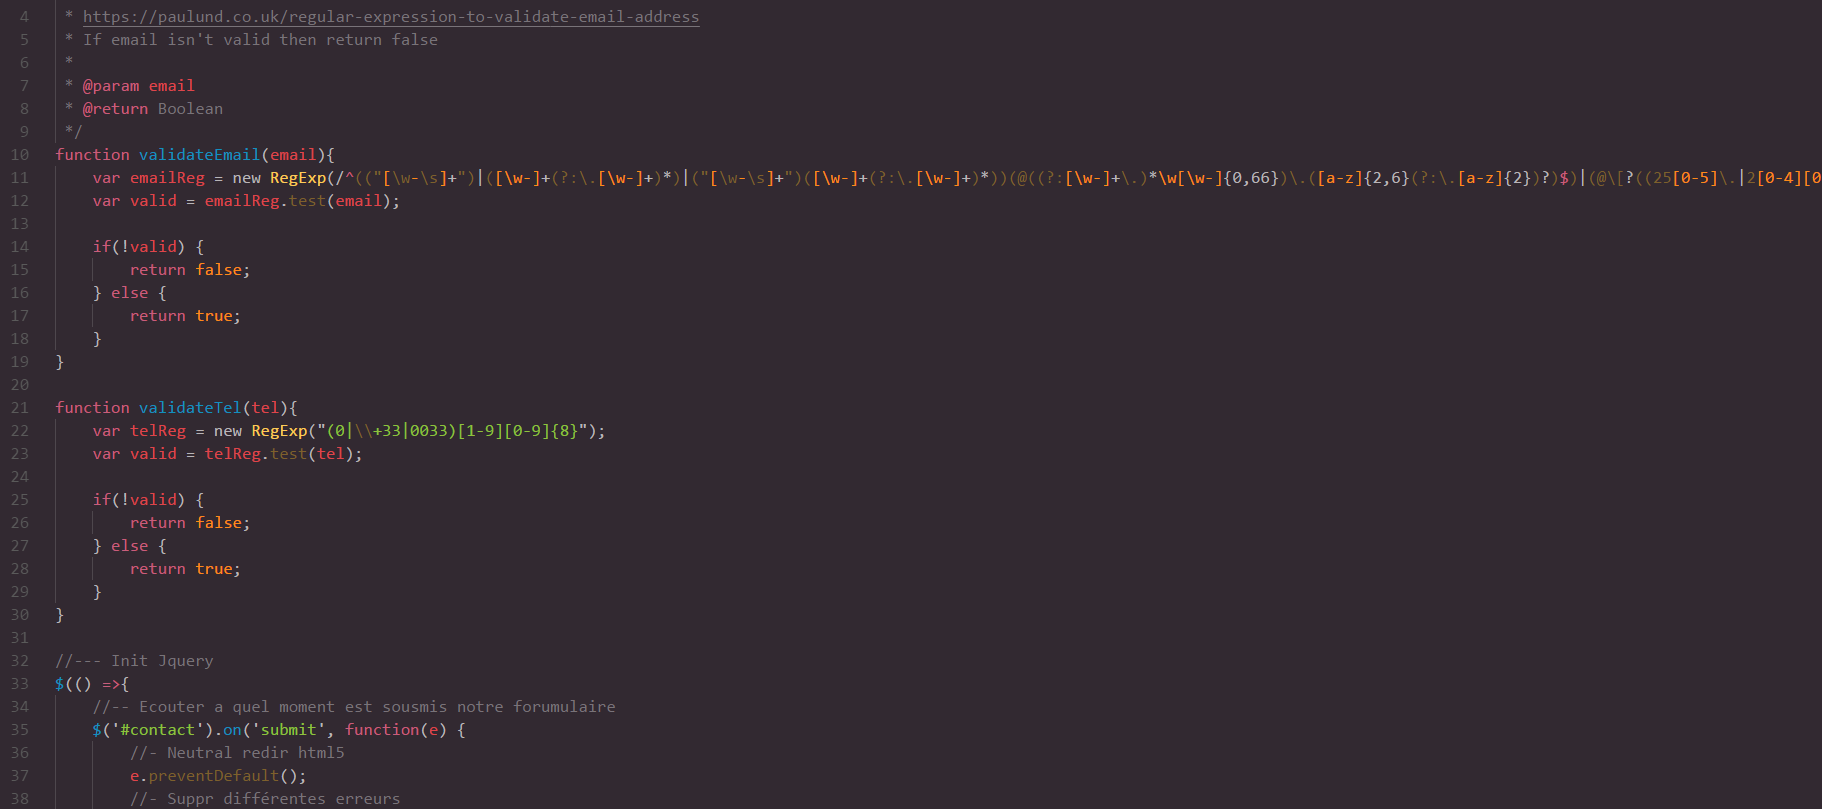 4 * https://paulund.co.uk/regular-expression-to-validate-email-address
5 * If email isn't valid then return false
6 *
7 * @param email
8 * @return Boolean
9 */
10 function validateEmail(email){
11 var emailReg = new RegExp(/^(("[\w-\s]+")|([\w-]+(?:\.[\w-]+)*)|("[\w-\s]+")([\w-]+(?:\.[\w-]+)*))(@((?:[\w-]+\.)*\w[\w-]{0,66})\.([a-z]{2,6}(?:\.[a-z]{2})?)$)|(@\[?((25[0-5]\.|2[0-4][0
12 var valid = emailReg.test(email);
13
14 if(!valid) {
15 return false;
16 } else {
17 return true;
18 }
19 }
20
21 function validateTel(tel){
22 var telReg = new RegExp("(0|\\+33|0033)[1-9][0-9]{8}");
23 var valid = telReg.test(tel);
24
25 if(!valid) {
26 return false;
27 } else {
28 return true;
29 }
30 }
31
32 //--- Init Jquery
33 $(() =>{
34 //-- Ecouter a quel moment est sousmis notre forumulaire
35 $('#contact').on('submit', function(e) {
36 //- Neutral redir html5
37 e.preventDefault();
38 //- Suppr différentes erreurs